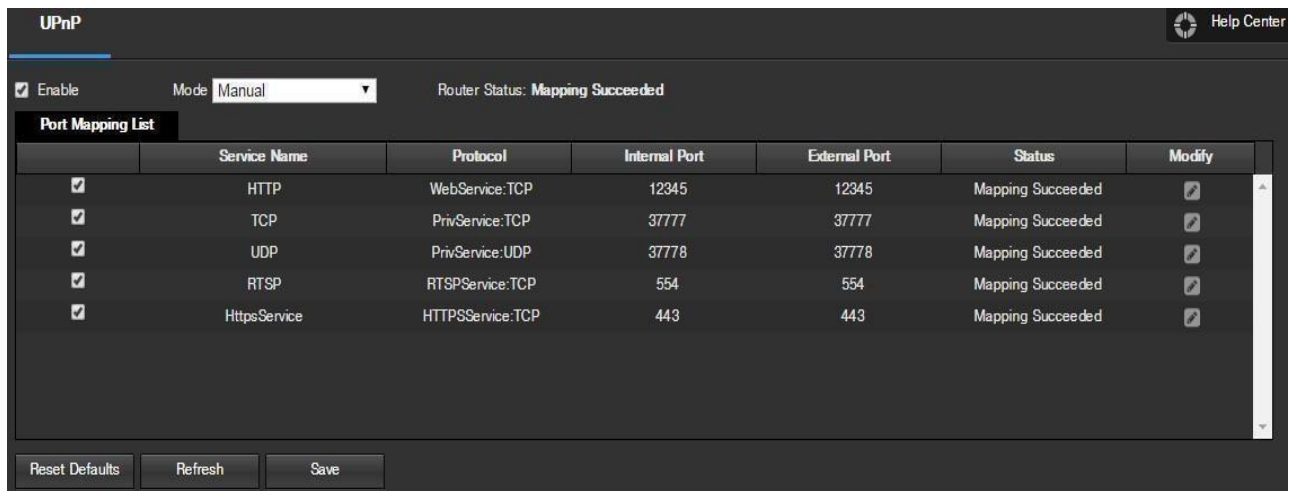 UPnP Help Center
Enable Mode Manual Router Status: Mapping Succeeded
Port Mapping List
Service Name Protocol Internal Port External Port Status Modify
HTTP WebService:TCP 12345 12345 Mapping Succeeded
TCP PrivService:TCP 37777 37777 Mapping Succeeded
UDP PrivService:UDP 37778 37778 Mapping Succeeded
RTSP RTSPService:TCP 554 554 Mapping Succeeded
HttpsService HTTPSService:TCP 443 443 Mapping Succeeded
Reset Defaults Refresh Save